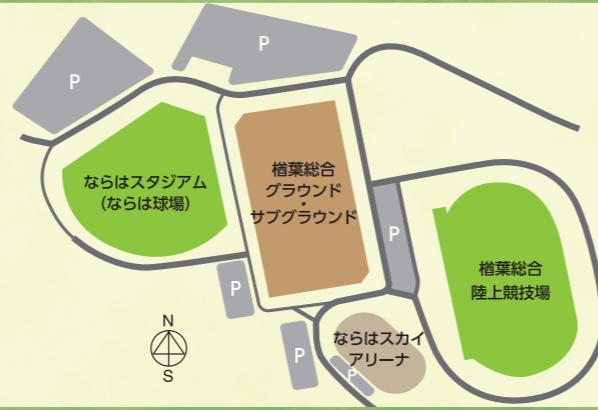 P
P
ならはスタジアム
(ならは球場)
楢葉総合
グラウンド
・
サブグラウンド
P
楢葉総合
陸上競技場
P
N
S
P
ならはスカイ
アリーナ
P